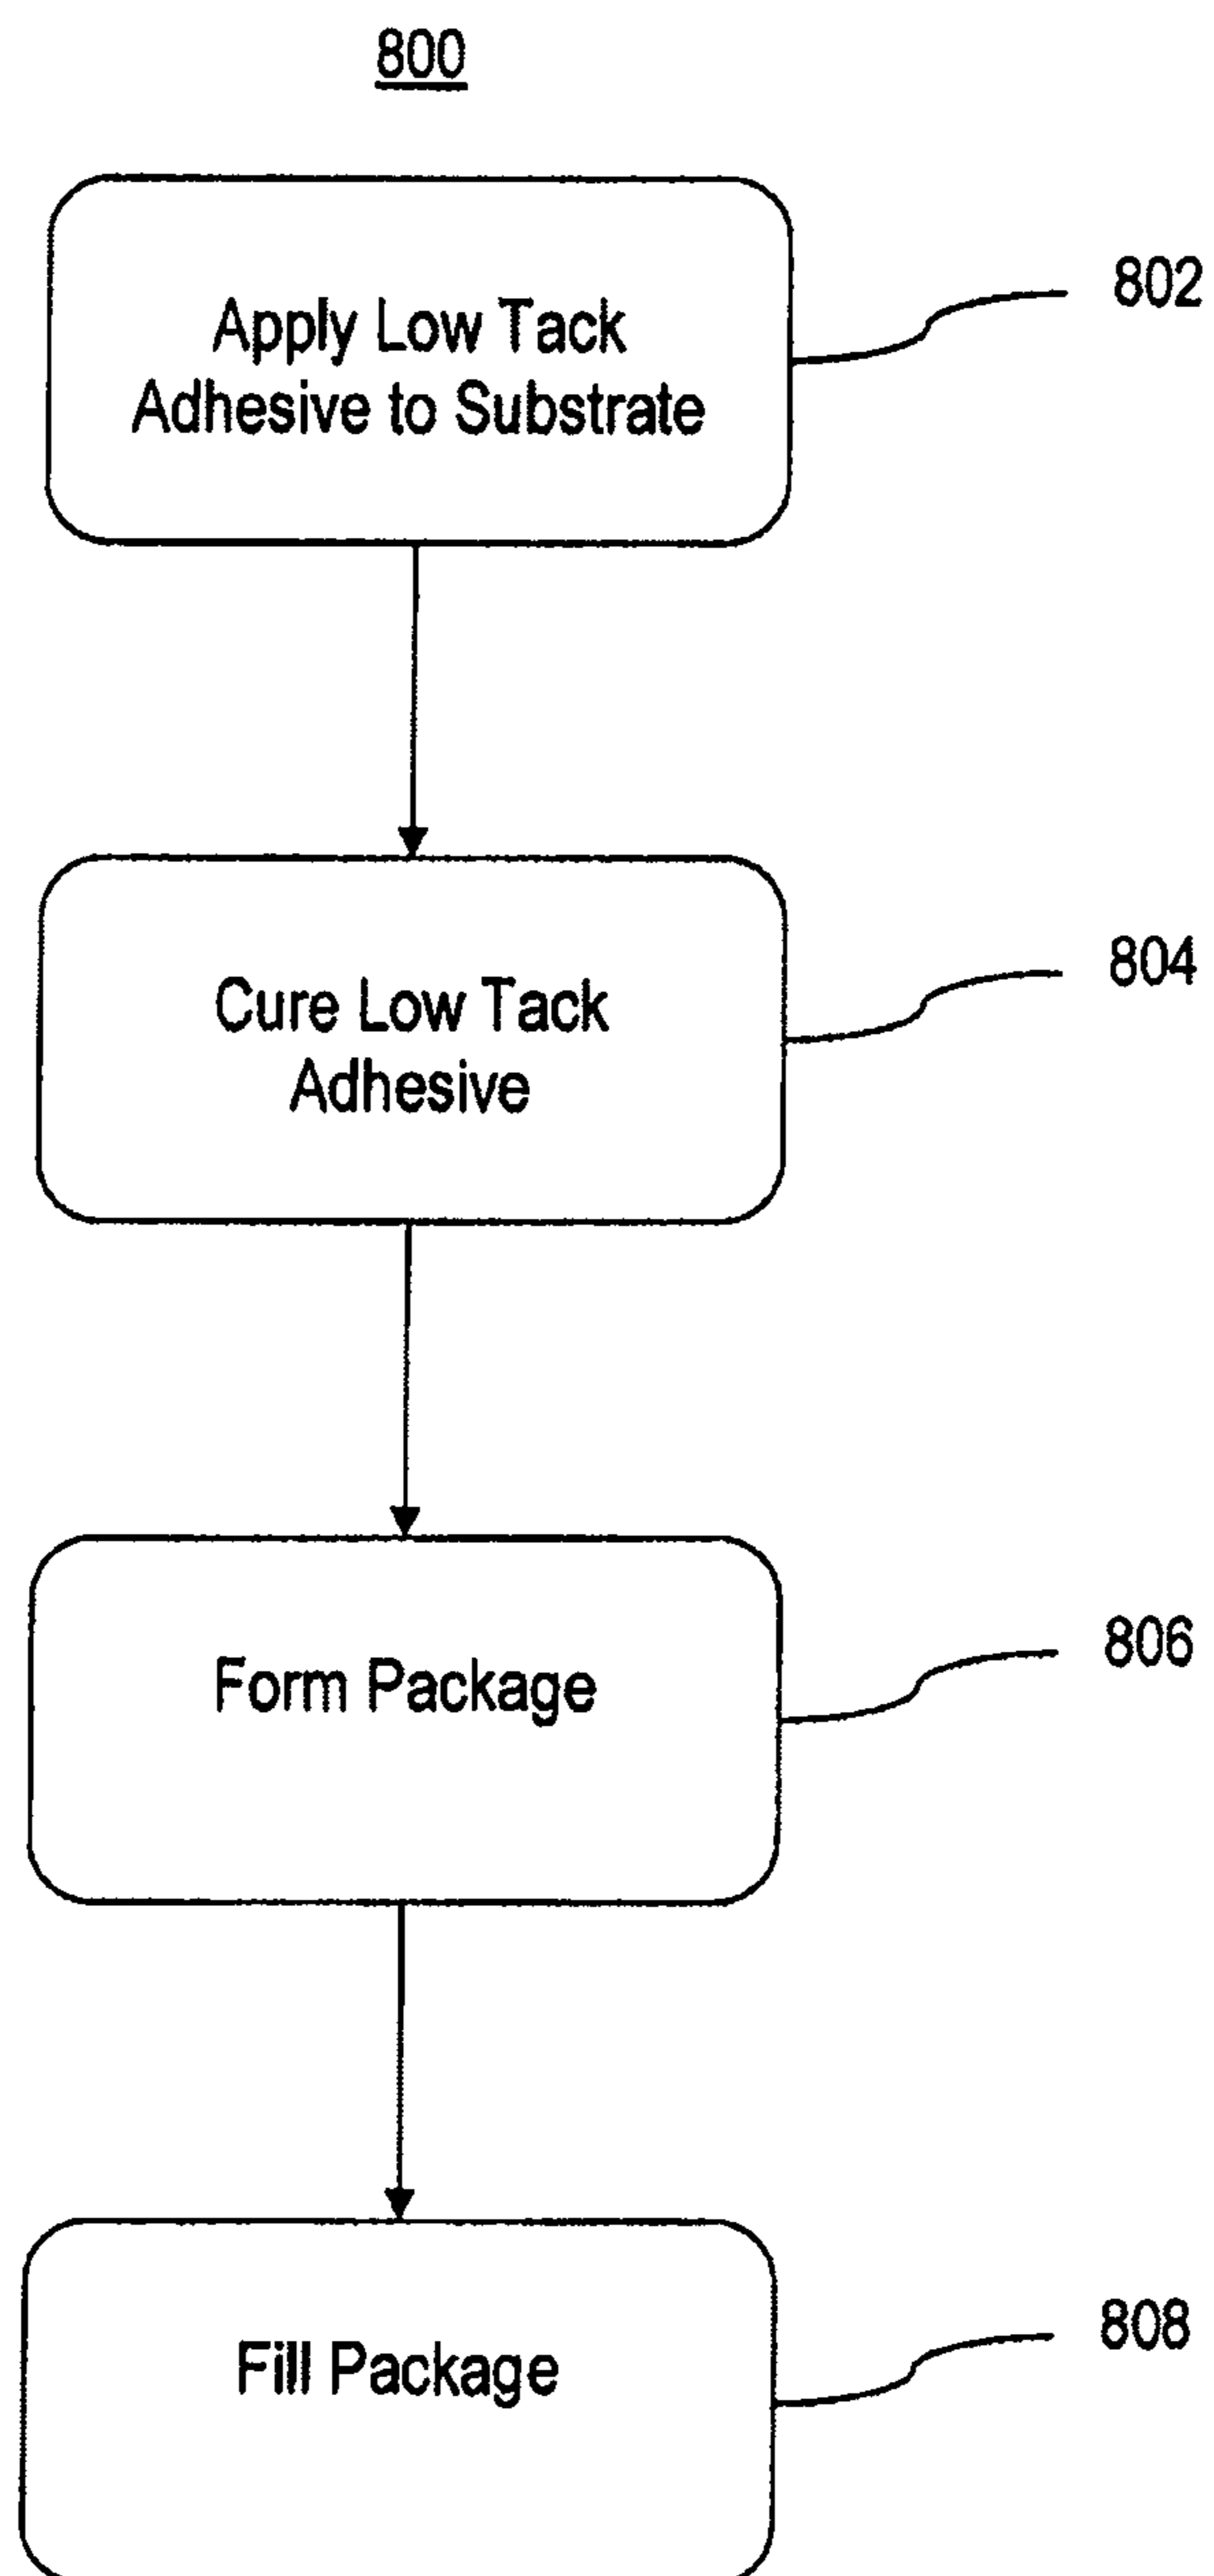 800
Apply Low Tack
Adhesive to Substrate
802
Cure Low Tack
Adhesive
804
Form Package
806
Fill Package
808